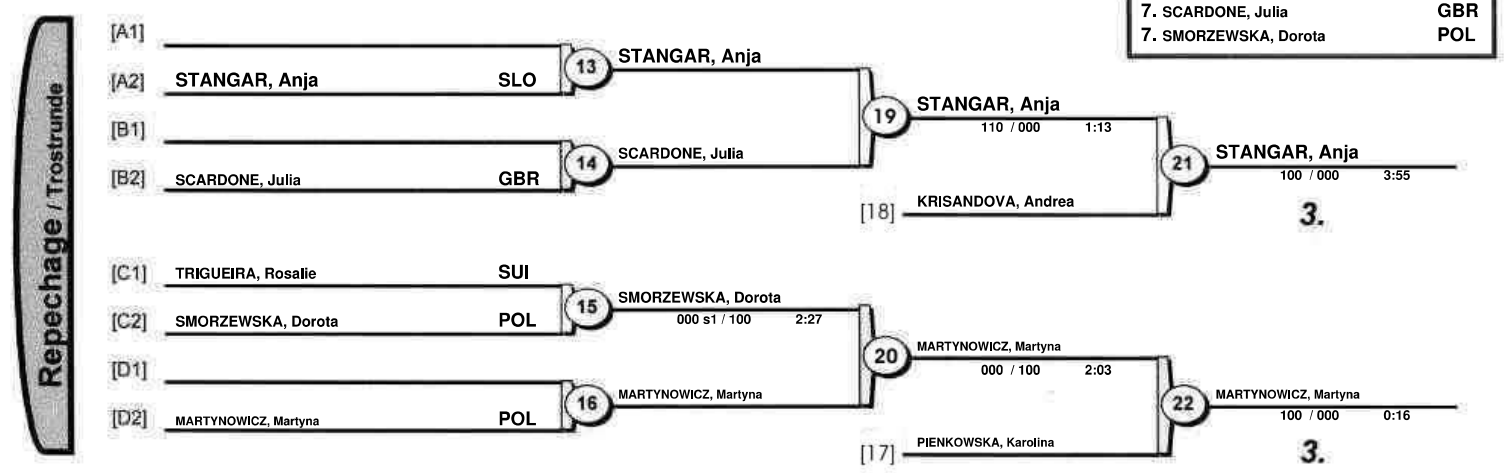 7. SCARDONE, Julia GBR
7. SMORZEWSKA, Dorota POL
Repechage / Trostrunde
[A1]
[A2] STANGAR, Anja SLO
13
STANGAR, Anja
[B1]
[B2] SCARDONE, Julia GBR
14
SCARDONE, Julia
19
STANGAR, Anja
110 / 000 1:13
[18] KRISANDOVA, Andrea
21
STANGAR, Anja
100 / 000 3:55
3.
[C1] TRIGUEIRA, Rosalie SUI
[C2] SMORZEWSKA, Dorota POL
15
SMORZEWSKA, Dorota
000 s1 / 100 2:27
[D1]
[D2] MARTYNOWICZ, Martyna POL
16
MARTYNOWICZ, Martyna
20
MARTYNOWICZ, Martyna
000 / 100 2:03
[17] PIENKOWSKA, Karolina
22
MARTYNOWICZ, Martyna
100 / 000 0:16
3.